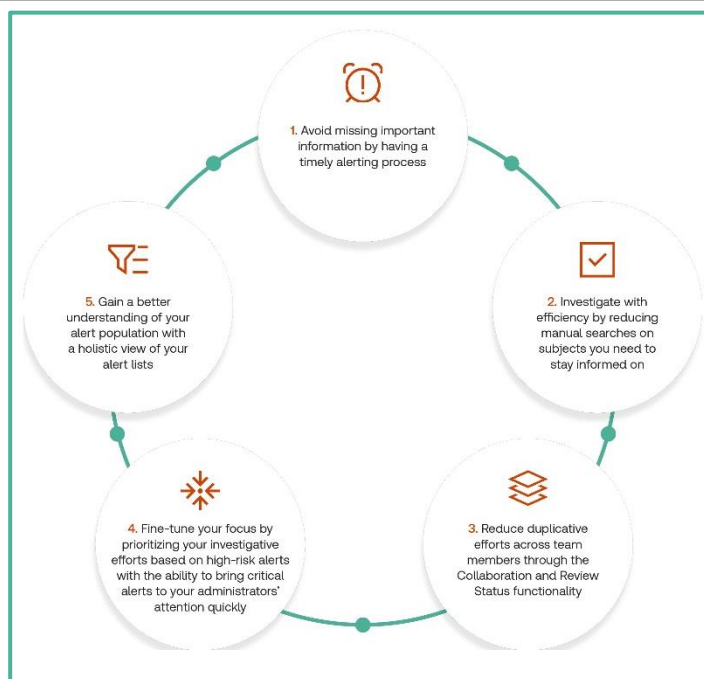 1. Avoid missing important
information by having a
timely alerting process
2. Investigate with
efficiency by reducing
manual searches on
subjects you need to
stay informed on
3. Reduce duplicative
efforts across team
members through the
Collaboration and Review
Status functionality
4. Fine-tune your focus by
prioritizing your investigative
efforts based on high-risk alerts
with the ability to bring critical
alerts to your administrators'
attention quickly
5. Gain a better
understanding of your
alert population with
a holistic view of your
alert lists